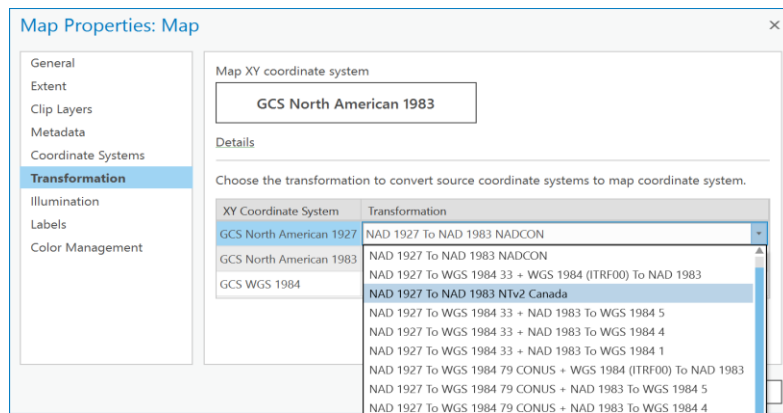 Map Properties: Map
General
Extent
Clip Layers
Metadata
Coordinate Systems
Transformation
Illumination
Labels
Color Management
Map XY coordinate system
GCS North American 1983
Details
Choose the transformation to convert source coordinate systems to map coordinate system.
XY Coordinate System Transformation
GCS North American 1927 NAD 1927 To NAD 1983 NADCON
GCS North American 1983
GCS WGS 1984
NAD 1927 To NAD 1983 NADCON
NAD 1927 To WGS 1984 33 + WGS 1984 (ITRF00) To NAD 1983
NAD 1927 To NAD 1983 NTv2 Canada
NAD 1927 To WGS 1984 33 + NAD 1983 To WGS 1984 5
NAD 1927 To WGS 1984 33 + NAD 1983 To WGS 1984 4
NAD 1927 To WGS 1984 33 + NAD 1983 To WGS 1984 1
NAD 1927 To WGS 1984 79 CONUS + WGS 1984 (ITRF00) To NAD 1983
NAD 1927 To WGS 1984 79 CONUS + NAD 1983 To WGS 1984 5
NAD 1927 To WGS 1984 79 CONUS + NAD 1983 To WGS 1984 4